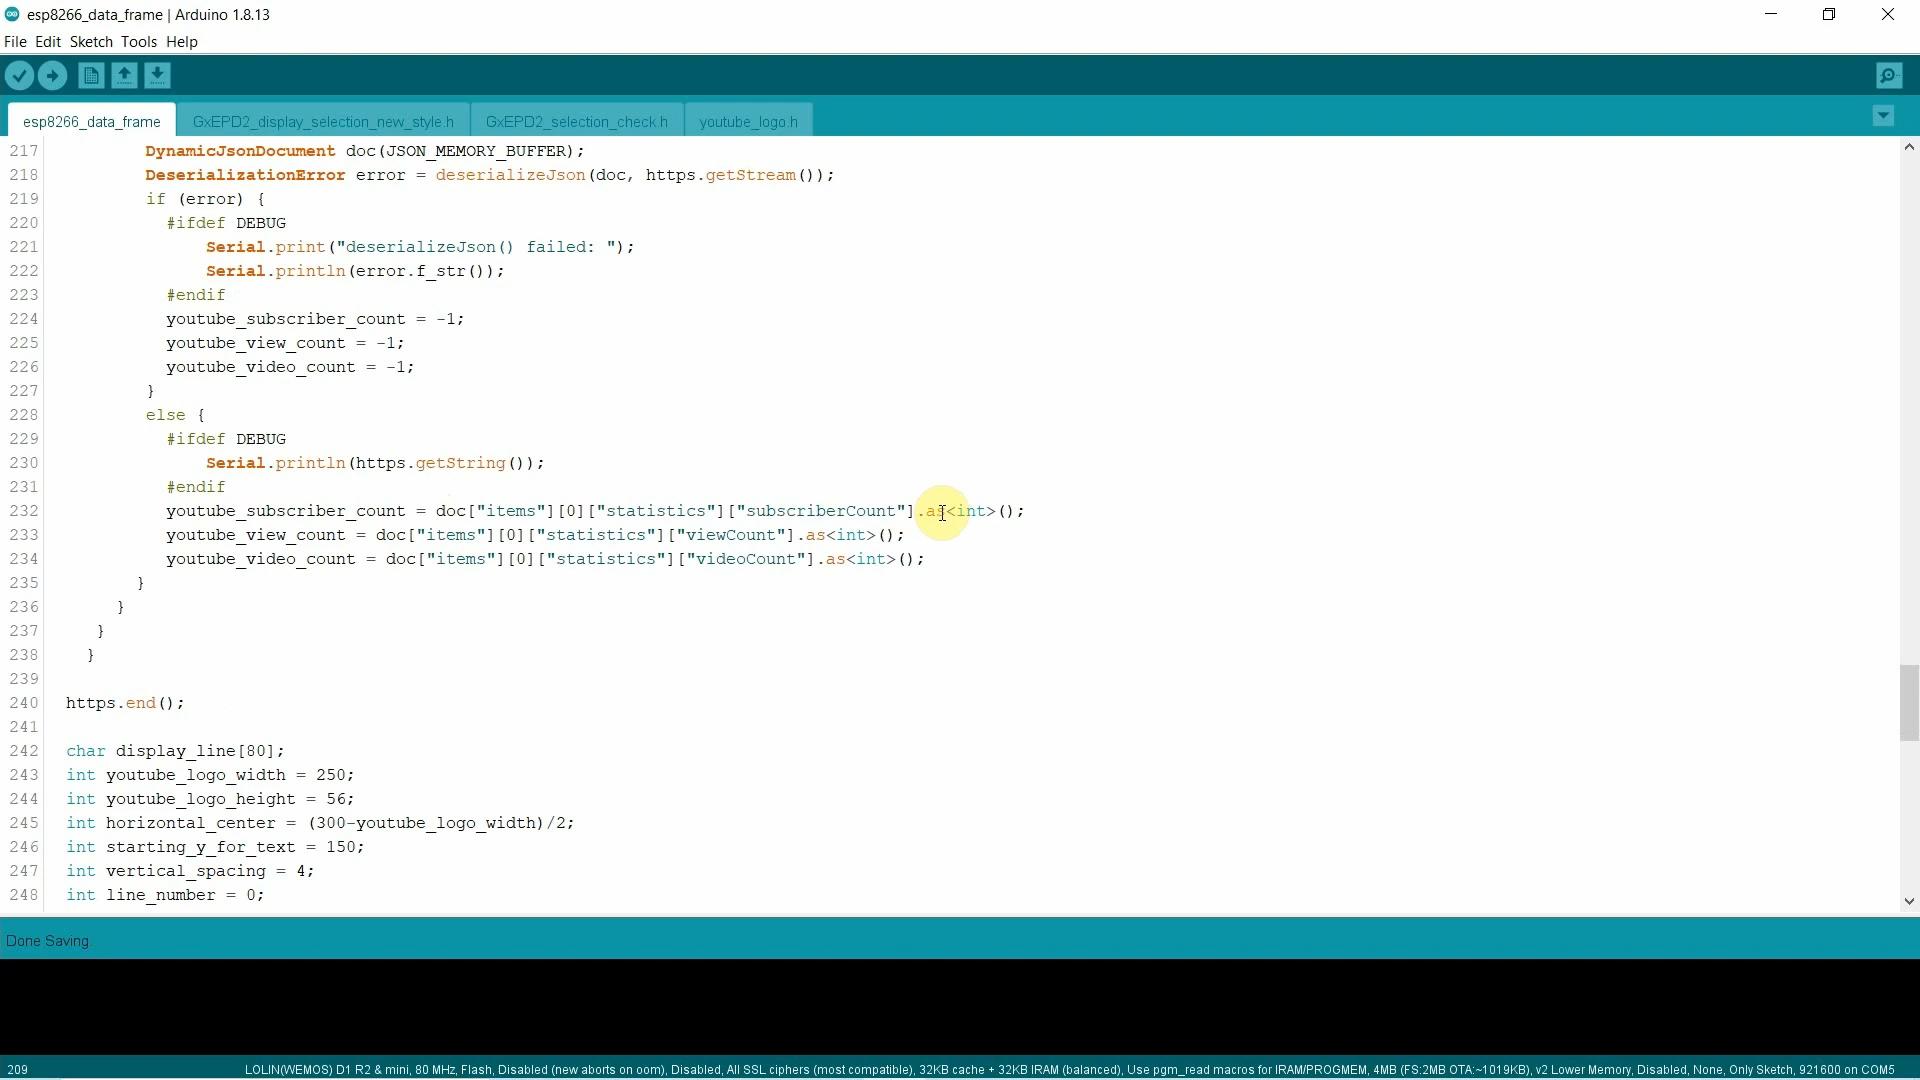 esp8266_data_frame | Arduino 1.8.13
File Edit Sketch Tools Help
esp8266_data_frame GxEPD2_display_selection_new_style.h GxEPD2_selection_check.h youtube_logo.h
217 DynamicJsonDocument doc(JSON_MEMORY_BUFFER);
218 DeserializationError error = deserializeJson(doc, https.getStream());
219 if (error) {
220 #ifdef DEBUG
221 Serial.print("deserializeJson() failed: ");
222 Serial.println(error.f_str());
223 #endif
224 youtube_subscriber_count = -1;
225 youtube_view_count = -1;
226 youtube_video_count = -1;
227 }
228 else {
229 #ifdef DEBUG
230 Serial.println(https.getString());
231 #endif
232 youtube_subscriber_count = doc["items"][0]["statistics"]["subscriberCount"].as<int>();
233 youtube_view_count = doc["items"][0]["statistics"]["viewCount"].as<int>();
234 youtube_video_count = doc["items"][0]["statistics"]["videoCount"].as<int>();
235 }
236 }
237 }
238 }
239
240 https.end();
241
242 char display_line[80];
243 int youtube_logo_width = 250;
244 int youtube_logo_height = 56;
245 int horizontal_center = (300-youtube_logo_width)/2;
246 int starting_y_for_text = 150;
247 int vertical_spacing = 4;
248 int line_number = 0;
Done Saving.
209 LOLIN(WEMOS) D1 R2 & mini, 80 MHz, Flash, Disabled (new aborts on oom), Disabled, All SSL ciphers (most compatible), 32KB cache + 32KB IRAM (balanced), Use pgm_read macros for IRAM/PROGMEM, 4MB (FS:2MB OTA:~1019KB), v2 Lower Memory, Disabled, None, Only Sketch, 921600 on COM5